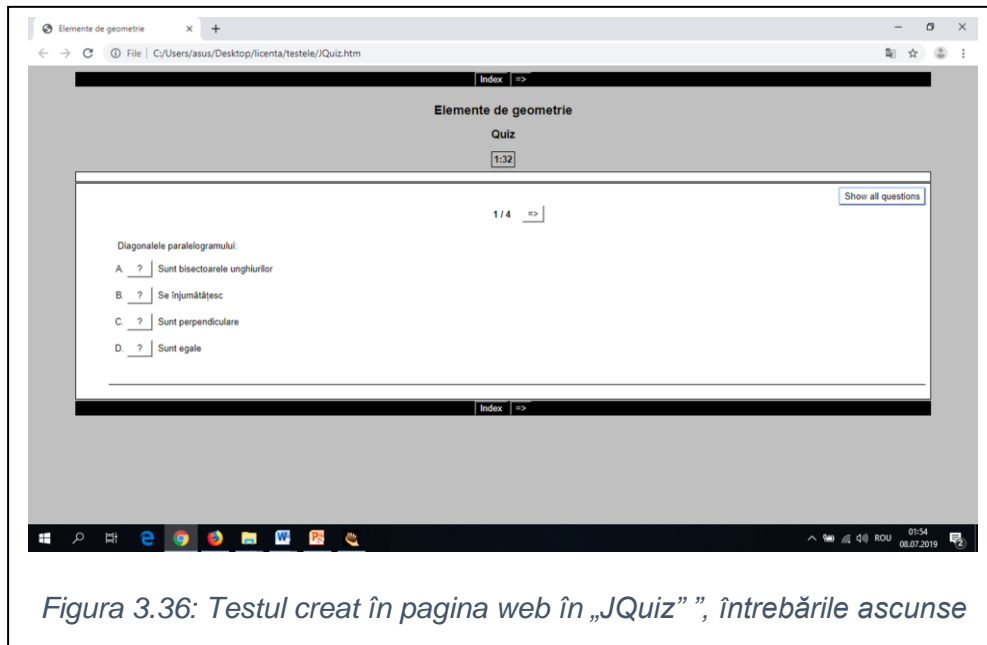 Elemente de geometrie
File | C:/Users/asus/Desktop/licenta/testele/JQuiz.htm
Index =>
Elemente de geometrie
Quiz
1:32
Show all questions
1 / 4 =>
Diagonalele paralelogramului:
A. ? Sunt bisectoarele unghiurilor
B. ? Se înjumătățesc
C. ? Sunt perpendiculare
D. ? Sunt egale
Index =>
ROU 01:54
08.07.2019
Figura 3.36: Testul creat în pagina web în „JQuiz” ”, întrebările ascunse